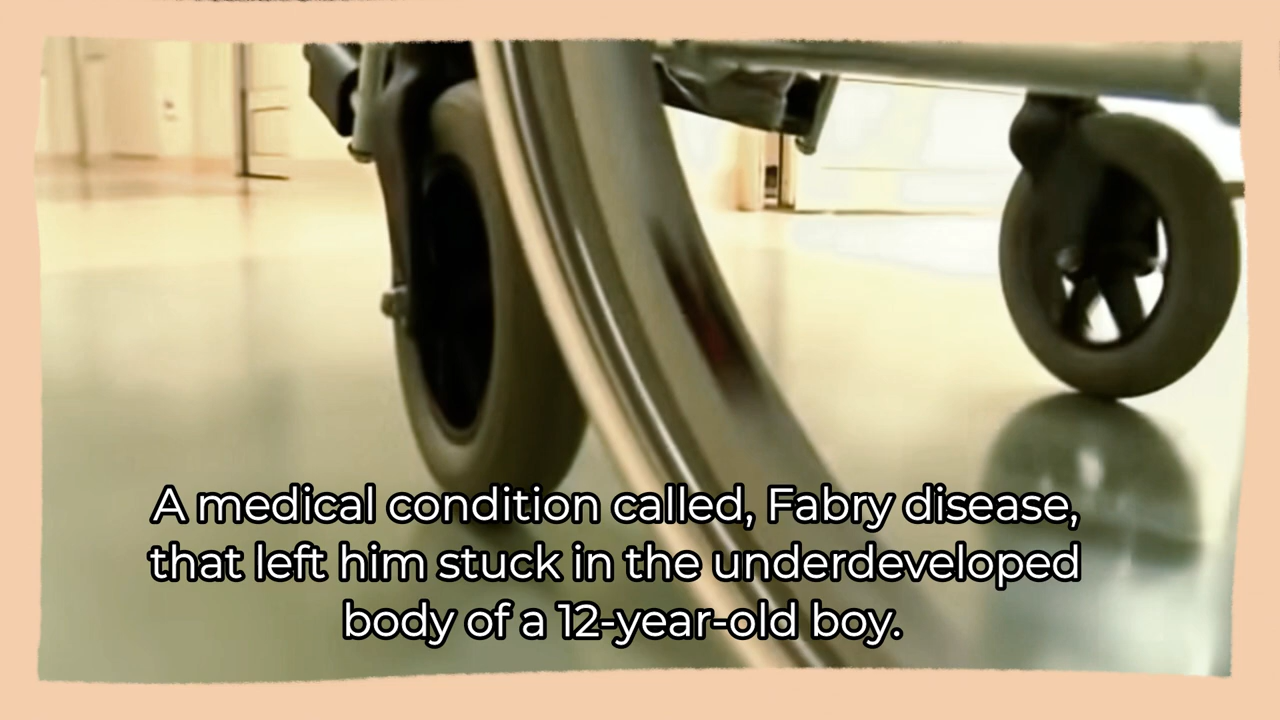 A medical condition called, Fabry disease,
that left him stuck in the underdeveloped
body of a 12-year-old boy.